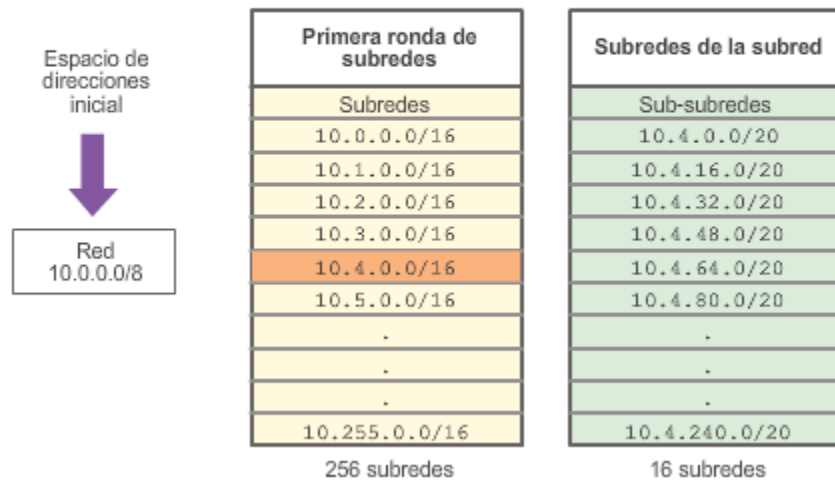 Espacio de
direcciones
inicial
Red
10.0.0.0/8
Primera ronda de
subredes
Subredes
10.0.0.0/16
10.1.0.0/16
10.2.0.0/16
10.3.0.0/16
10.4.0.0/16
10.5.0.0/16
.
.
.
10.255.0.0/16
256 subredes
Subredes de la subred
Sub-subredes
10.4.0.0/20
10.4.16.0/20
10.4.32.0/20
10.4.48.0/20
10.4.64.0/20
10.4.80.0/20
.
.
.
10.4.240.0/20
16 subredes